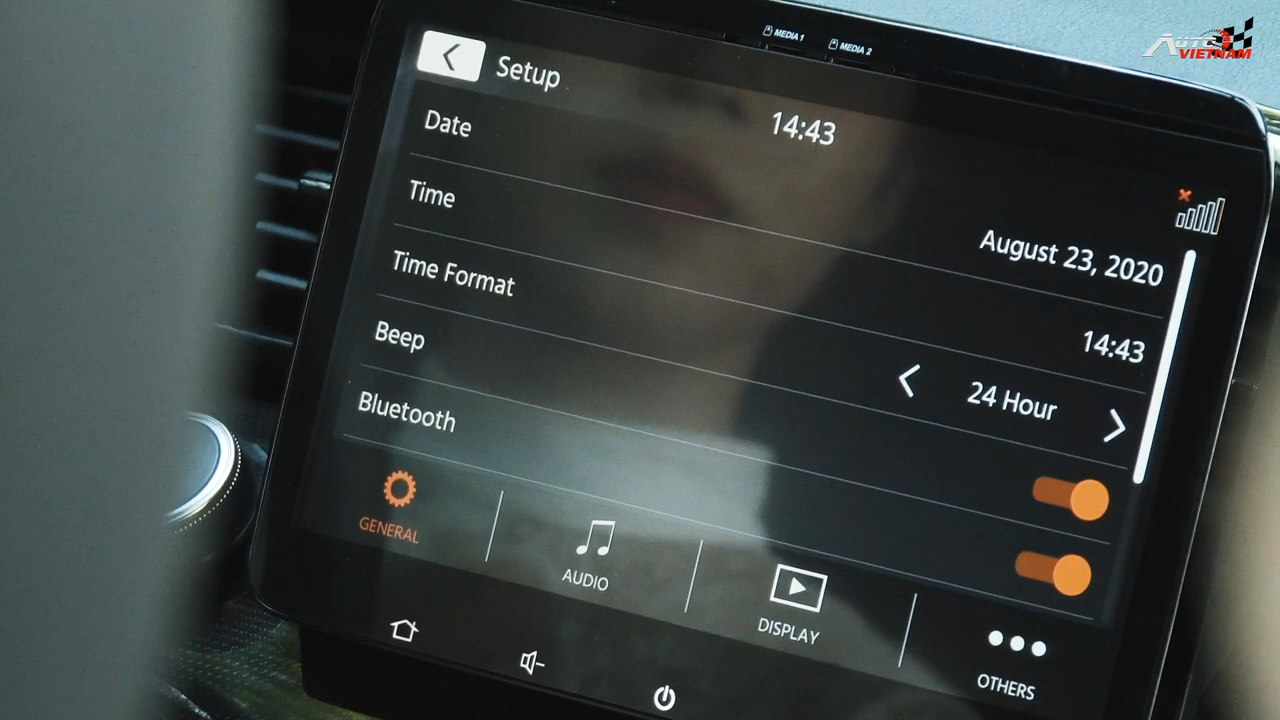 MEDIA 1
MEDIA 2
AUTO
VIETNAM
Setup
14:43
Date
August 23, 2020
Time
14:43
Time Format
24 Hour
Beep
Bluetooth
GENERAL
AUDIO
DISPLAY
OTHERS